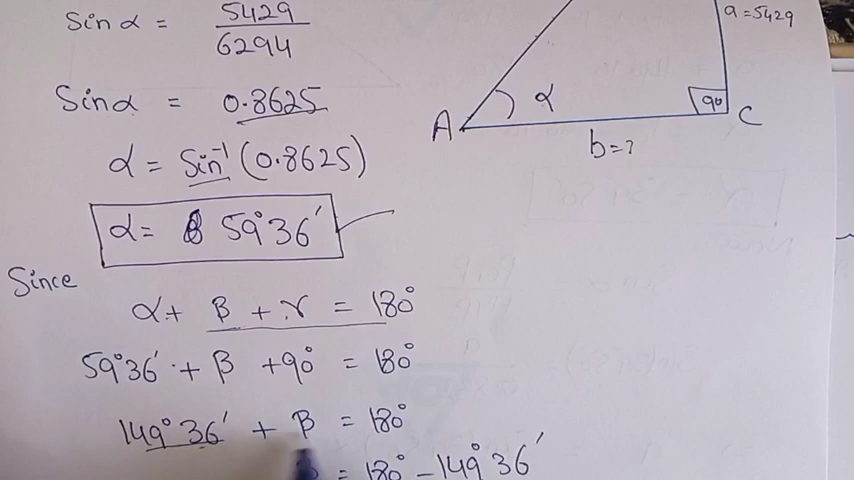 Sin α = 5429
6294
a = 5429
Sin α = 0.8625
α
90
A
C
b = ?
α = Sin⁻¹ (0.8625)
α = 59°36′
Since
α + β + γ = 180°
59°36′ + β + 90° = 180°
149°36′ + β = 180°
= 180° - 149°36′